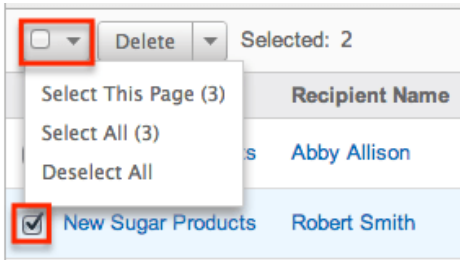 Delete Selected: 2
Select This Page (3)
Recipient Name
Select All (3)
s Abby Allison
Deselect All
New Sugar Products Robert Smith